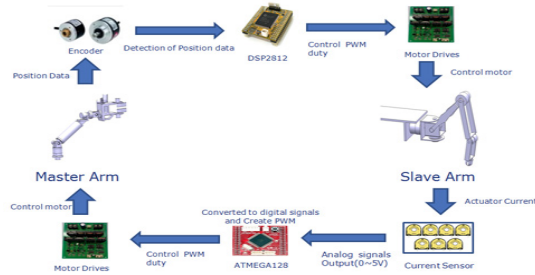 Encoder
Detection of Position data
DSP2812
Control PWM
duty
Motor Drives
Position Data
Control motor
Master Arm
Slave Arm
Control motor
Actuator Current
Converted to digital signals
and Create PWM
Motor Drives
Control PWM
duty
ATMEGA128
Analog signals
Output(0~5V)
Current Sensor